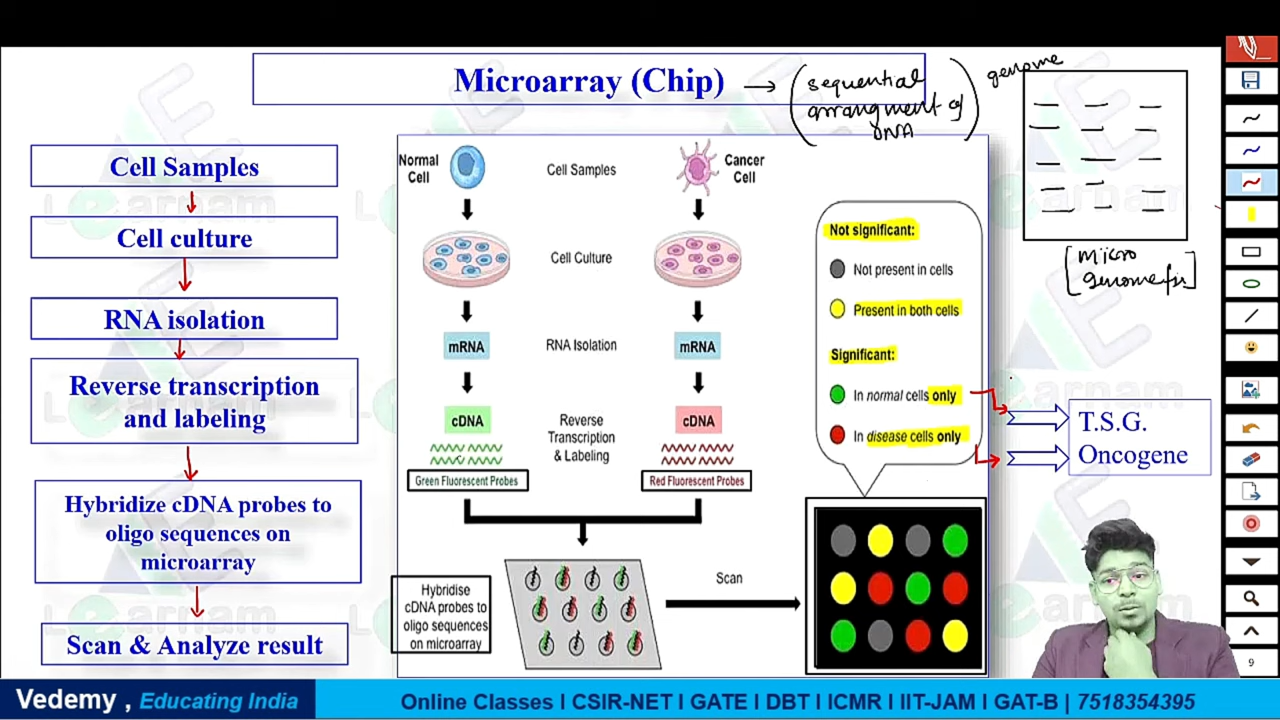 Microarray (Chip)
(sequential
arrangment of
DNA)
genome
[micro
Cell Samples
Cell culture
RNA isolation
Reverse transcription
and labeling
Hybridize cDNA probes to
oligo sequences on
microarray
Scan & Analyze result
Normal
Cell
Cell Samples
Cancer
Cell
Cell Culture
mRNA
RNA Isolation
mRNA
cDNA
Reverse
Transcription
& Labeling
cDNA
Green Fluorescent Probes
Red Fluorescent Probes
Hybridise
cDNA probes to
oligo sequences
on microarray
Scan
Not significant:
Not present in cells
Present in both cells
Significant:
In normal cells only
In disease cells only
T.S.G.
Oncogene
9
Learnam
Vedemy , Educating India
Online Classes I CSIR-NET I GATE I DBT I ICMR I IIT-JAM I GAT-B I 7518354395